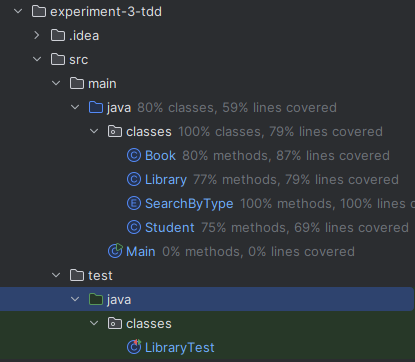 experiment-3-tdd
.idea
src
main
java 80% classes, 59% lines covered
classes 100% classes, 79% lines covered
Book 80% methods, 87% lines covered
Library 77% methods, 79% lines covered
SearchByType 100% methods, 100% lines c
Student 75% methods, 69% lines covered
Main 0% methods, 0% lines covered
test
java
classes
LibraryTest